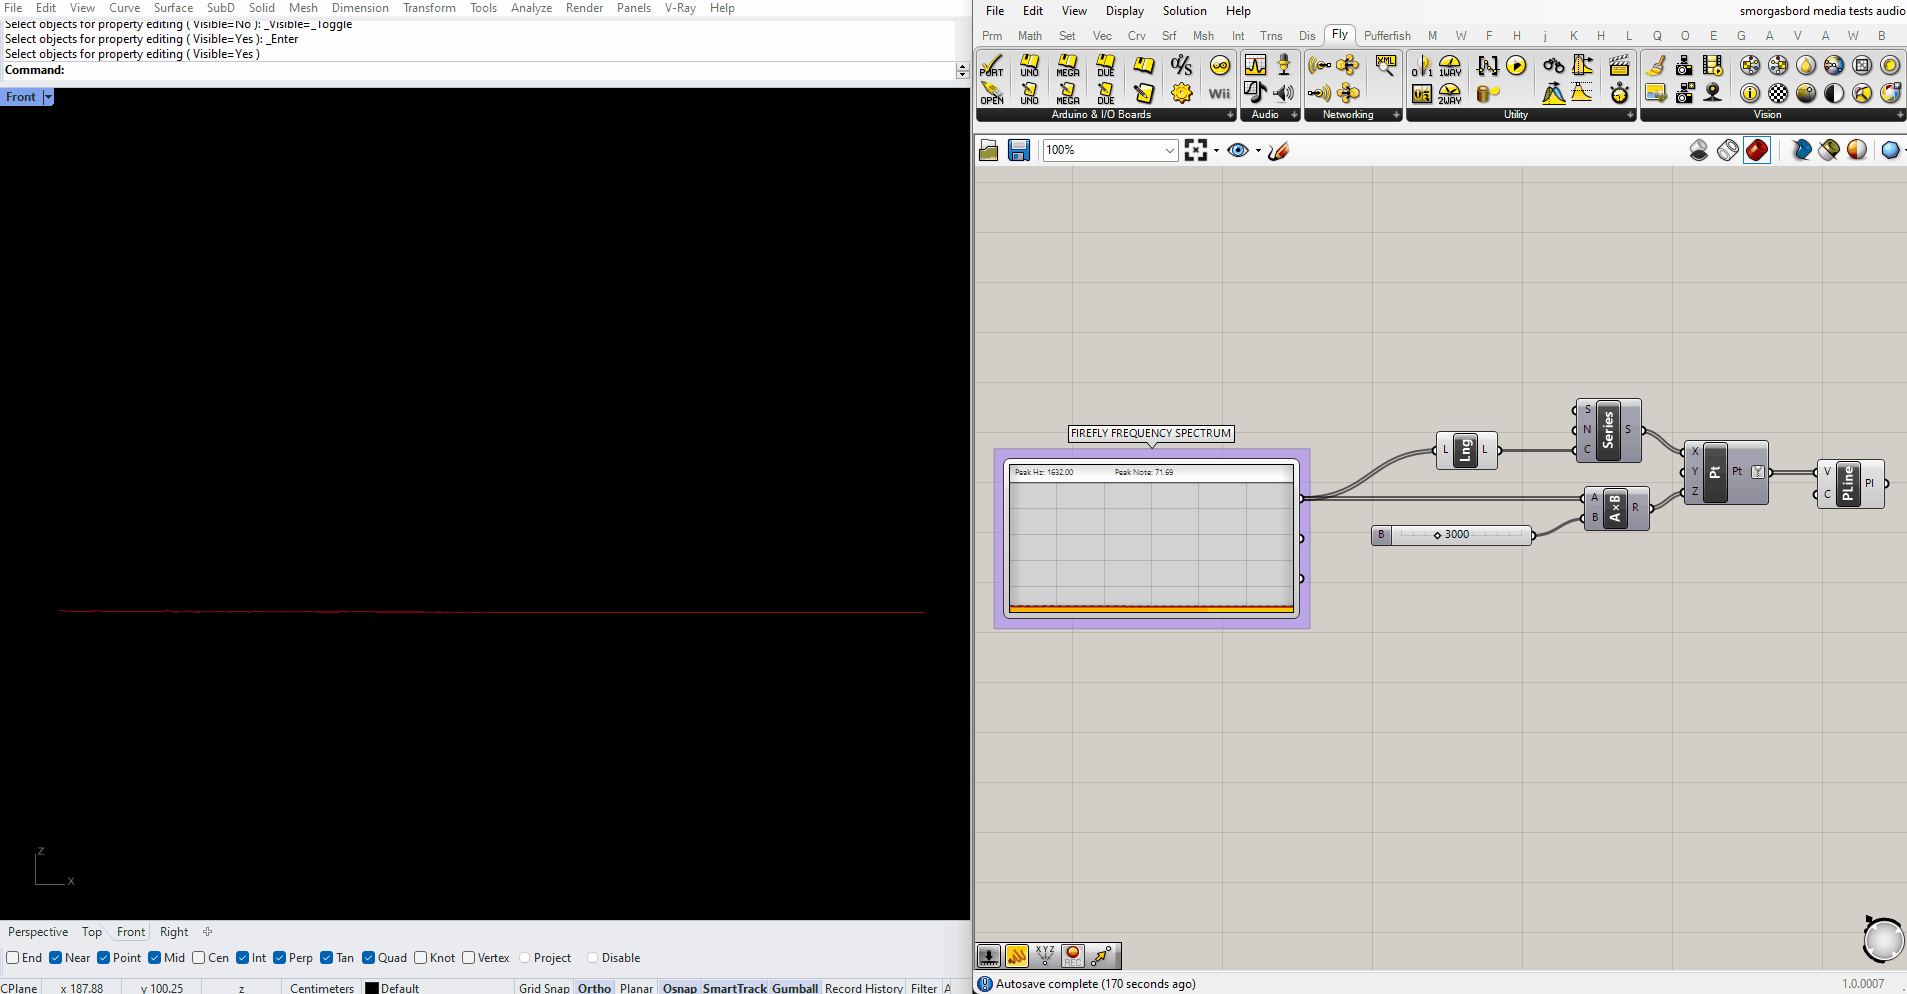 File Edit View Curve Surface SubD Solid Mesh Dimension Transform Tools Analyze Render Panels V-Ray Help
Select objects for property editing ( Visible=No ): _Visible=_Toggle
Select objects for property editing ( Visible=Yes ): _Enter
Select objects for property editing ( Visible=Yes )
Command:
Front
z
x
Perspective Top Front Right
End Near Point Mid Cen Int Perp Tan Quad Knot Vertex Project Disable
CPlane x 187.88 y 100.25 z Centimeters Default Grid Snap Ortho Planar Osnap SmartTrack Gumball Record History Filter A
File Edit View Display Solution Help smorgasbord media tests audio
Prm Math Set Vec Crv Srf Msh Int Trns Dis Fly Pufferfish M W F H j K H L Q O E G A V A W B
PORT UNO MEGA DUE XML 1WAY
OPEN UNO MEGA DUE Wii 2WAY
Arduino & I/O Boards Audio Networking Utility Vision
100%
FIREFLY FREQUENCY SPECTRUM
Peak Hz: 1632.00 Peak Note: 71.69
L Lng L
S N C Series S
A B A×B R
B 3000
X Y Z Pt Pt
V C PLine Pl
XYZ
REC
Autosave complete (170 seconds ago) 1.0.0007